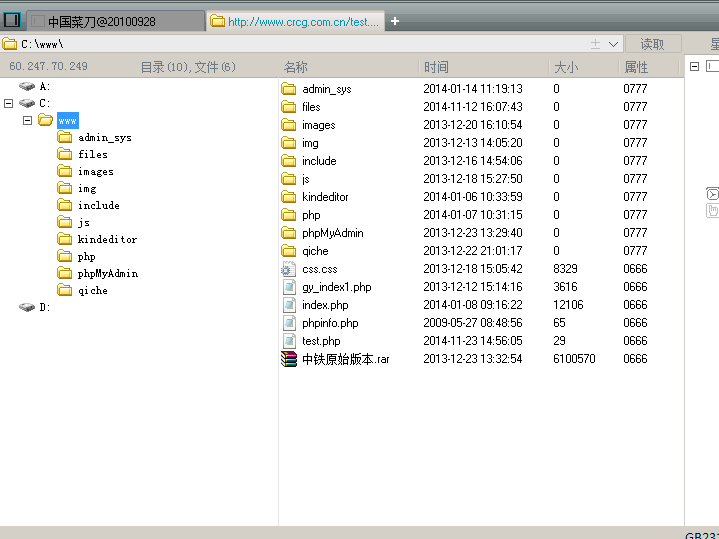 中国菜刀@20100928 http://www.crcg.com.cn/test.... +
C:\www\ 读取
60.247.70.249 目录(10),文件(6) 名称 时间 大小 属性
A:
C:
www
admin_sys
files
images
img
include
js
kindeditor
php
phpMyAdmin
qiche
D:
admin_sys 2014-01-14 11:19:13 0 0777
files 2014-11-12 16:07:43 0 0777
images 2013-12-20 16:10:54 0 0777
img 2013-12-13 14:05:20 0 0777
include 2013-12-16 14:54:06 0 0777
js 2013-12-18 15:27:50 0 0777
kindeditor 2014-01-06 10:33:59 0 0777
php 2014-01-07 10:31:15 0 0777
phpMyAdmin 2013-12-23 13:29:40 0 0777
qiche 2013-12-22 21:01:17 0 0777
css.css 2013-12-18 15:05:42 8329 0666
gy_index1.php 2013-12-12 15:14:16 3616 0666
index.php 2014-01-08 09:16:22 12106 0666
phpinfo.php 2009-05-27 08:48:56 65 0666
test.php 2014-11-23 14:56:05 29 0666
中铁原始版本.rar 2013-12-23 13:32:54 6100570 0666